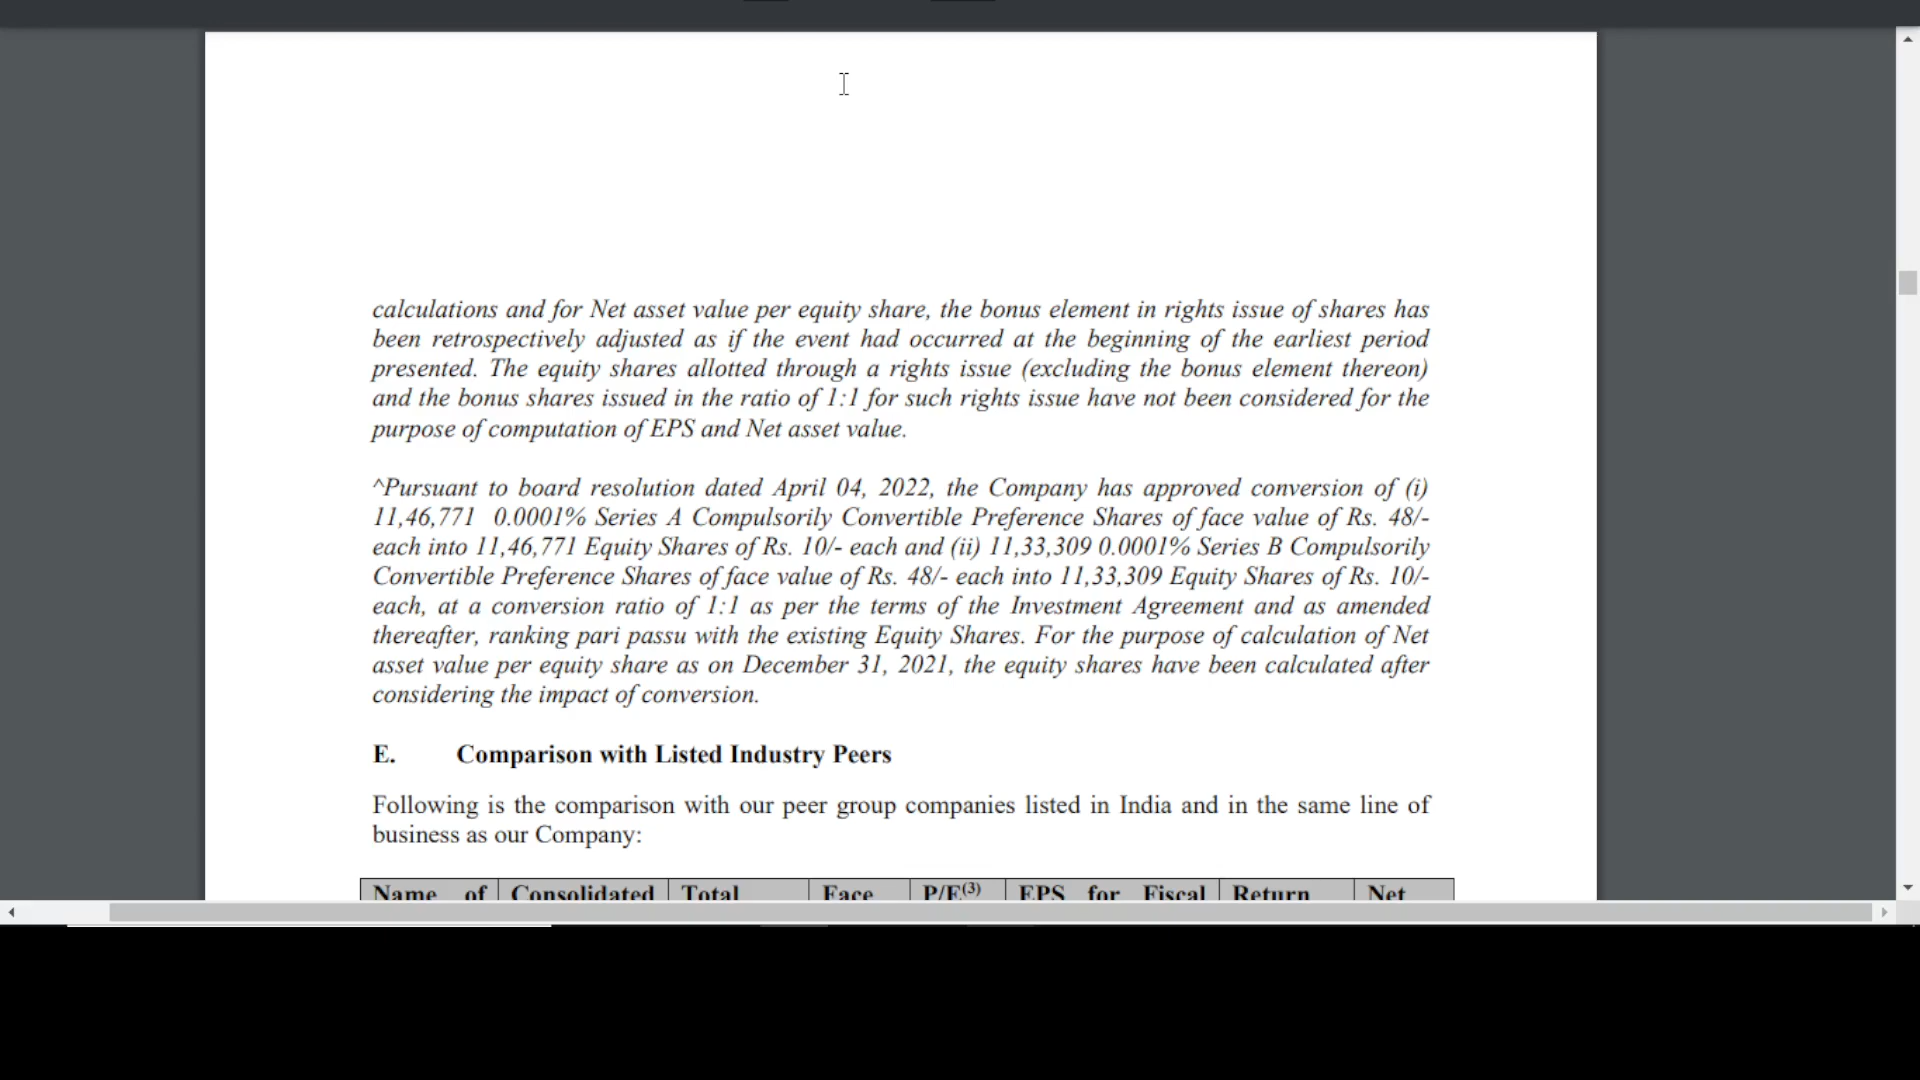 calculations and for Net asset value per equity share, the bonus element in rights issue of shares has
been retrospectively adjusted as if the event had occurred at the beginning of the earliest period
presented. The equity shares allotted through a rights issue (excluding the bonus element thereon)
and the bonus shares issued in the ratio of 1:1 for such rights issue have not been considered for the
purpose of computation of EPS and Net asset value.
^Pursuant to board resolution dated April 04, 2022, the Company has approved conversion of (i)
11,46,771 0.0001% Series A Compulsorily Convertible Preference Shares of face value of Rs. 48/-
each into 11,46,771 Equity Shares of Rs. 10/- each and (ii) 11,33,309 0.0001% Series B Compulsorily
Convertible Preference Shares of face value of Rs. 48/- each into 11,33,309 Equity Shares of Rs. 10/-
each, at a conversion ratio of 1:1 as per the terms of the Investment Agreement and as amended
thereafter, ranking pari passu with the existing Equity Shares. For the purpose of calculation of Net
asset value per equity share as on December 31, 2021, the equity shares have been calculated after
considering the impact of conversion.
E. Comparison with Listed Industry Peers
Following is the comparison with our peer group companies listed in India and in the same line of
business as our Company:
Name of Consolidated Total Face P/E(3) EPS for Fiscal Return Net